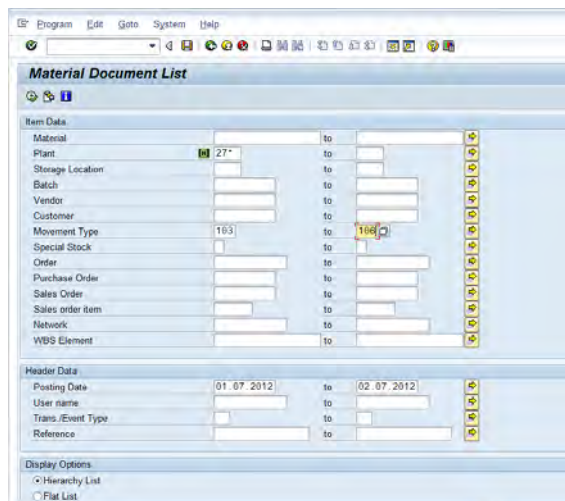 Program Edit Goto System Help
Material Document List
Item Data
Material to
Plant 27* to
Storage Location to
Batch to
Vendor to
Customer to
Movement Type 103 to 106
Special Stock to
Order to
Purchase Order to
Sales Order to
Sales order item to
Network to
WBS Element to
Header Data
Posting Date 01.07.2012 to 02.07.2012
User name to
Trans./Event Type to
Reference to
Display Options
Hierarchy List
Flat List